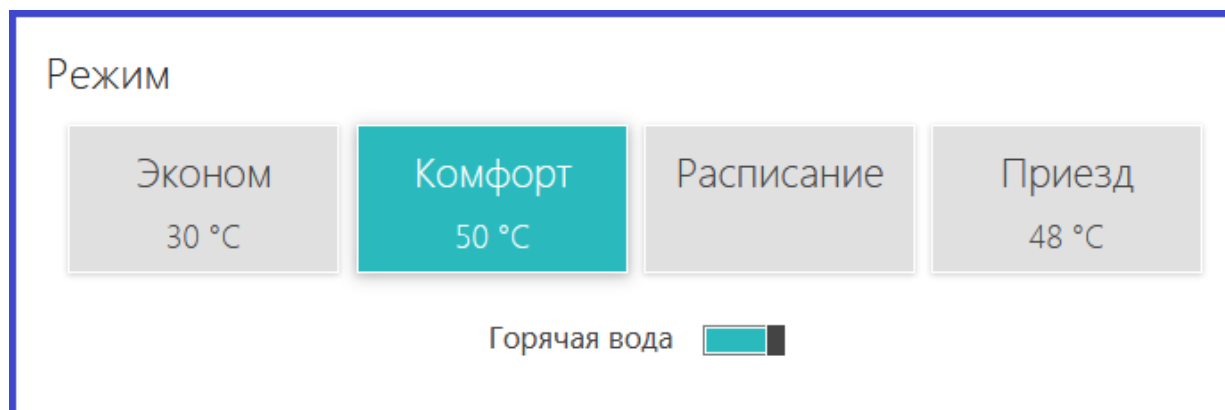 Режим
Эконом Комфорт Расписание Приезд
30 °C 50 °C 48 °C
Горячая вода